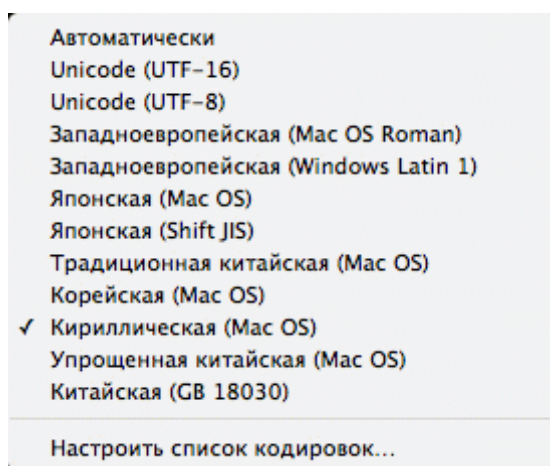 Автоматически
Unicode (UTF-16)
Unicode (UTF-8)
Западноевропейская (Mac OS Roman)
Западноевропейская (Windows Latin 1)
Японская (Mac OS)
Японская (Shift JIS)
Традиционная китайская (Mac OS)
Корейская (Mac OS)
✓ Кириллическая (Mac OS)
Упрощенная китайская (Mac OS)
Китайская (GB 18030)
Настроить список кодировок...